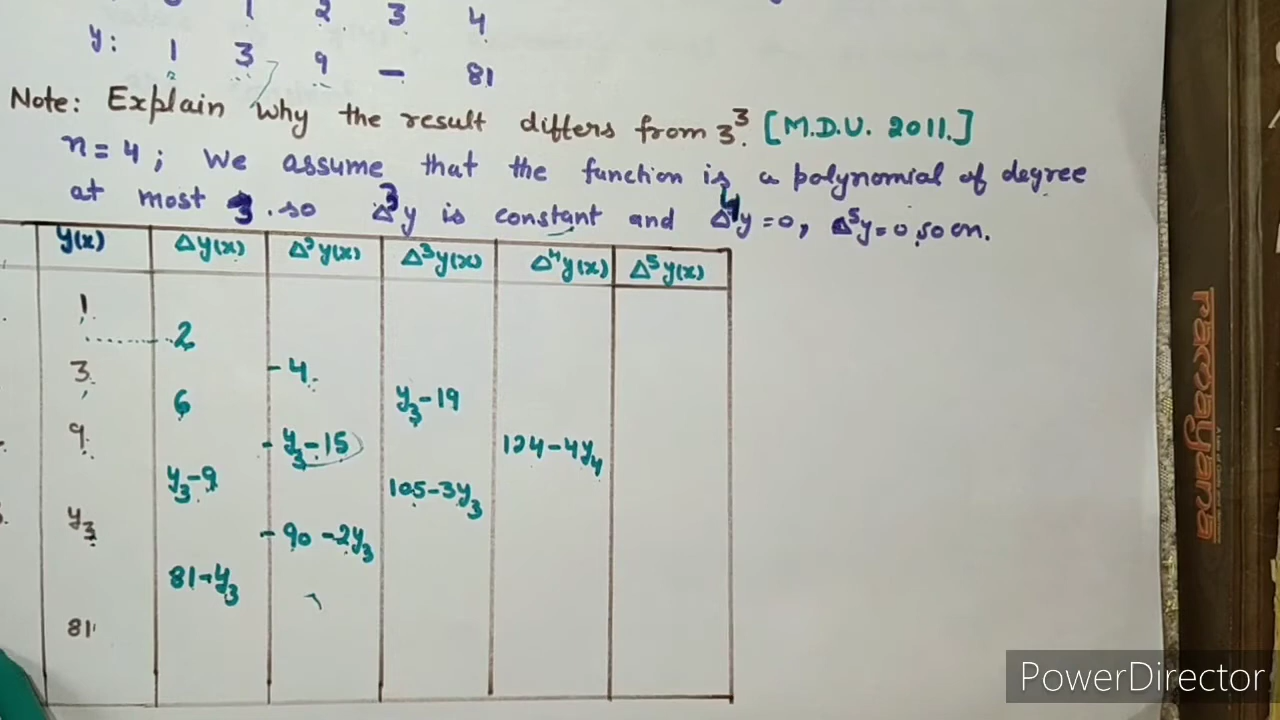 1 2 3 4
y: 1 3 9 — 81
Note: Explain why the result differs from 3³. [M.D.U. 2011.]
n = 4 ; We assume that the function is a polynomial of degree
at most 3. so Δ³y is constant and Δ⁴y = 0, Δ⁵y = 0 so on.
y(x) Δy(x) Δ²y(x) Δ³y(x) Δ⁴y(x) Δ⁵y(x)
1
2
3 - 4
6 y₃-19
9 - y₃-15 124-4y₄
y₃-9 105-3y₃
y₃ - 90-2y₃
81-y₃
81
Ramayana
PowerDirector